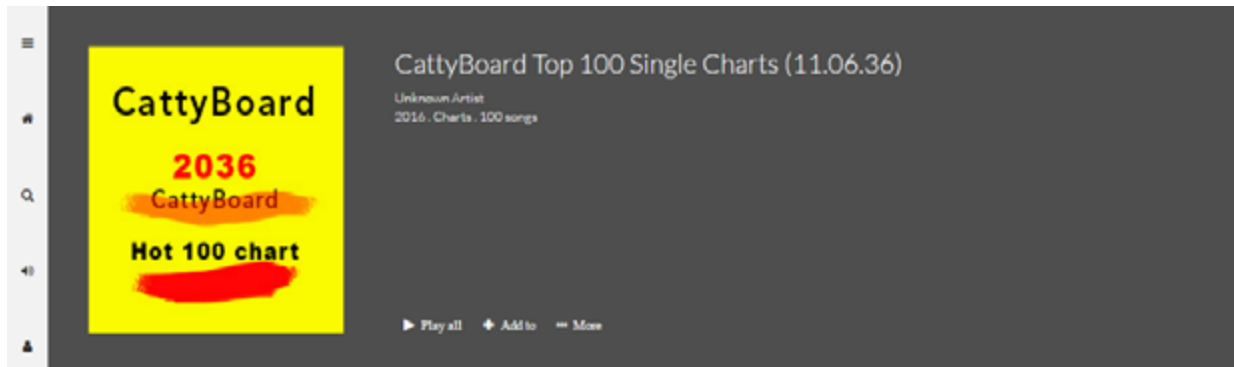 CattyBoard
2036
CattyBoard
Hot 100 chart
CattyBoard Top 100 Single Charts (11.06.36)
Unknown Artist
2016 . Charts . 100 songs
Play all Add to More